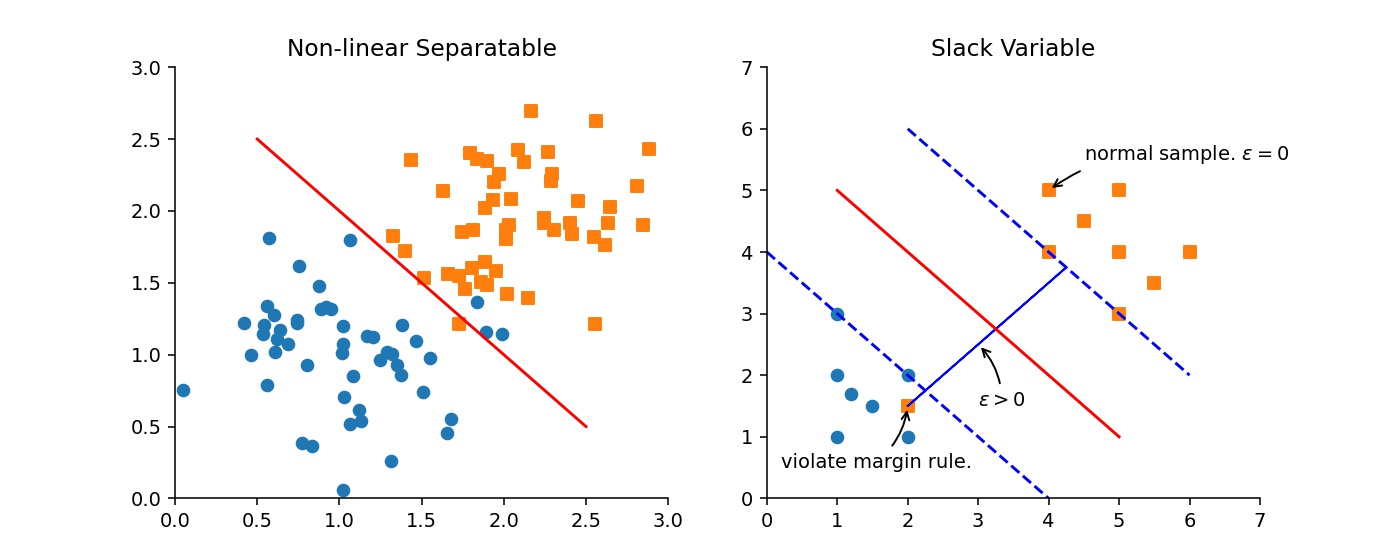 Non-linear Separatable
3.0
2.5
2.0
1.5
1.0
0.5
0.0
0.0 0.5 1.0 1.5 2.0 2.5 3.0
Slack Variable
7
6
5
4
3
2
1
0
normal sample. ε = 0
ε > 0
violate margin rule.
0 1 2 3 4 5 6 7